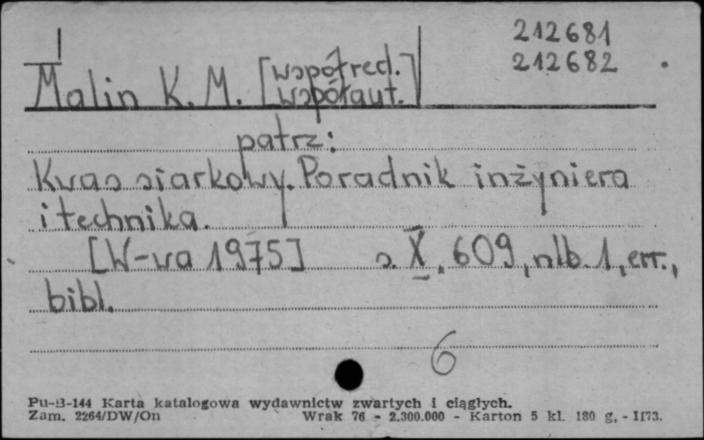 I
212681
212682
Malin K. M. [współred.
współaut.]
patrz:
Kwas siarkowy. Poradnik inżyniera
i technika.
[W-wa 1975] s. X, 609, nlb. 1, err.,
bibl.
6
Pu-B-144 Karta katalogowa wydawnictw zwartych i ciągłych.
Zam. 2264/DW/On Wrak 76 - 2.300.000 - Karton 5 kl. 180 g, - II73.